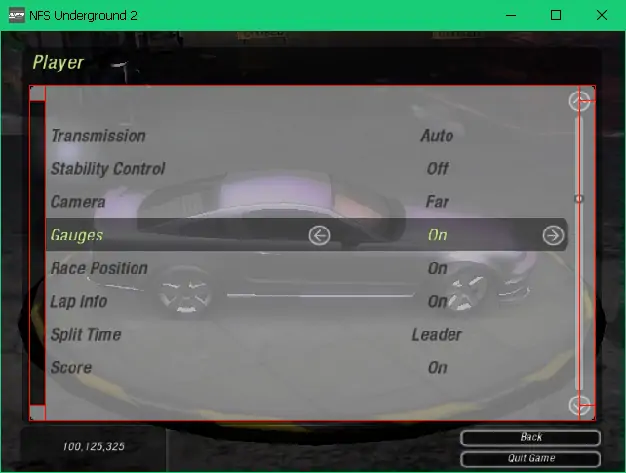 NFS Underground 2
Player
Transmission Auto
Stability Control Off
Camera Far
Gauges On
Race Position On
Lap Info On
Split Time Leader
Score On
100,125,325
Back
Quit Game